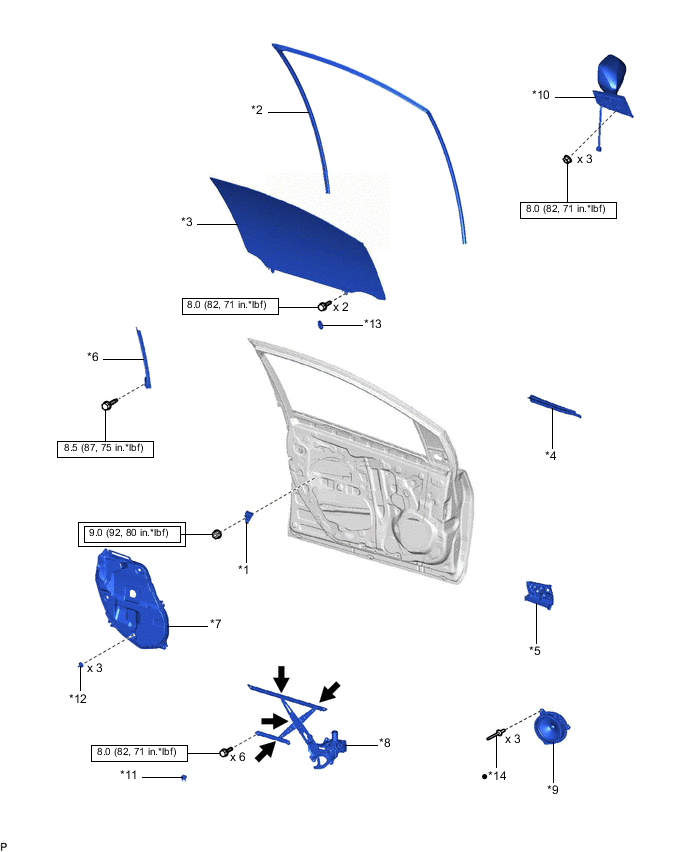 *2
*10
x 3
8.0 (82, 71 in.*lbf)
*3
8.0 (82, 71 in.*lbf)
x 2
*13
*6
8.5 (87, 75 in.*lbf)
*4
9.0 (92, 80 in.*lbf)
*1
*7
*5
x 3
*12
*8
8.0 (82, 71 in.*lbf)
x 6
*11
x 3
●*14
*9
P